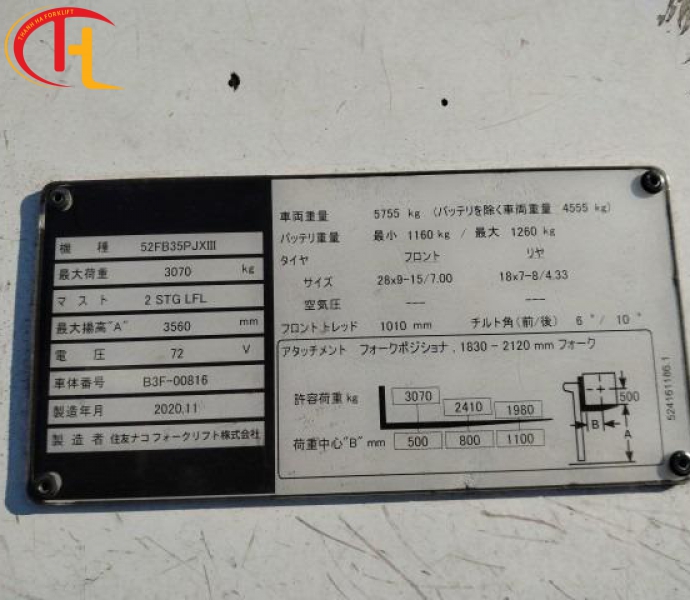 THANH HA FORKLIFT
機 種 52FB35PJXⅢ
最大荷重 3070 kg
マスト 2 STG LFL
最大揚高"A" 3560 mm
電 圧 72 V
車体番号 B3F-00816
製造年月 2020.11
製造者 住友ナコフォークリフト株式会社
車両重量 5755 kg (バッテリを除く車両重量 4555 kg)
バッテリ重量 最小 1160 kg / 最大 1260 kg
タイヤ フロント リヤ
サイズ 28x9-15/7.00 18x7-8/4.33
空気圧 --- ---
フロントトレッド 1010 mm チルト角(前/後) 6°/ 10°
アタッチメント フォークポジショナ, 1830 - 2120 mm フォーク
許容荷重 kg 3070 2410 1980
荷重中心"B" mm 500 800 1100
500
B
A
524161186.1